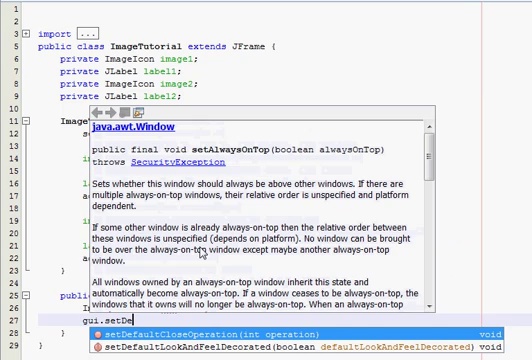 1
2
3 import ...
5 public class ImageTutorial extends JFrame {
6 private ImageIcon image1;
7 private JLabel label1;
8 private ImageIcon image2;
9 private JLabel label2;
10
11 Image
12
13
14
15
16
17
18
19
20
21
22
23 }
24
25 pub
26
27 gui.setDe
28 }
29 }
java.awt.Window
public final void setAlwaysOnTop(boolean alwaysOnTop)
throws SecurityException
Sets whether this window should always be above other windows. If there are
multiple always-on-top windows, their relative order is unspecified and platform
dependent.
If some other window is already always-on-top then the relative order between
these windows is unspecified (depends on platform). No window can be brought
to be over the always-on-top window except maybe another always-on-top
window.
All windows owned by an always-on-top window inherit this state and
automatically become always-on-top. If a window ceases to be always-on-top, the
windows that it owns will no longer be always-on-top. When an always-on-top
setDefaultCloseOperation(int operation) void
setDefaultLookAndFeelDecorated(boolean defaultLookAndFeelDecorated) void